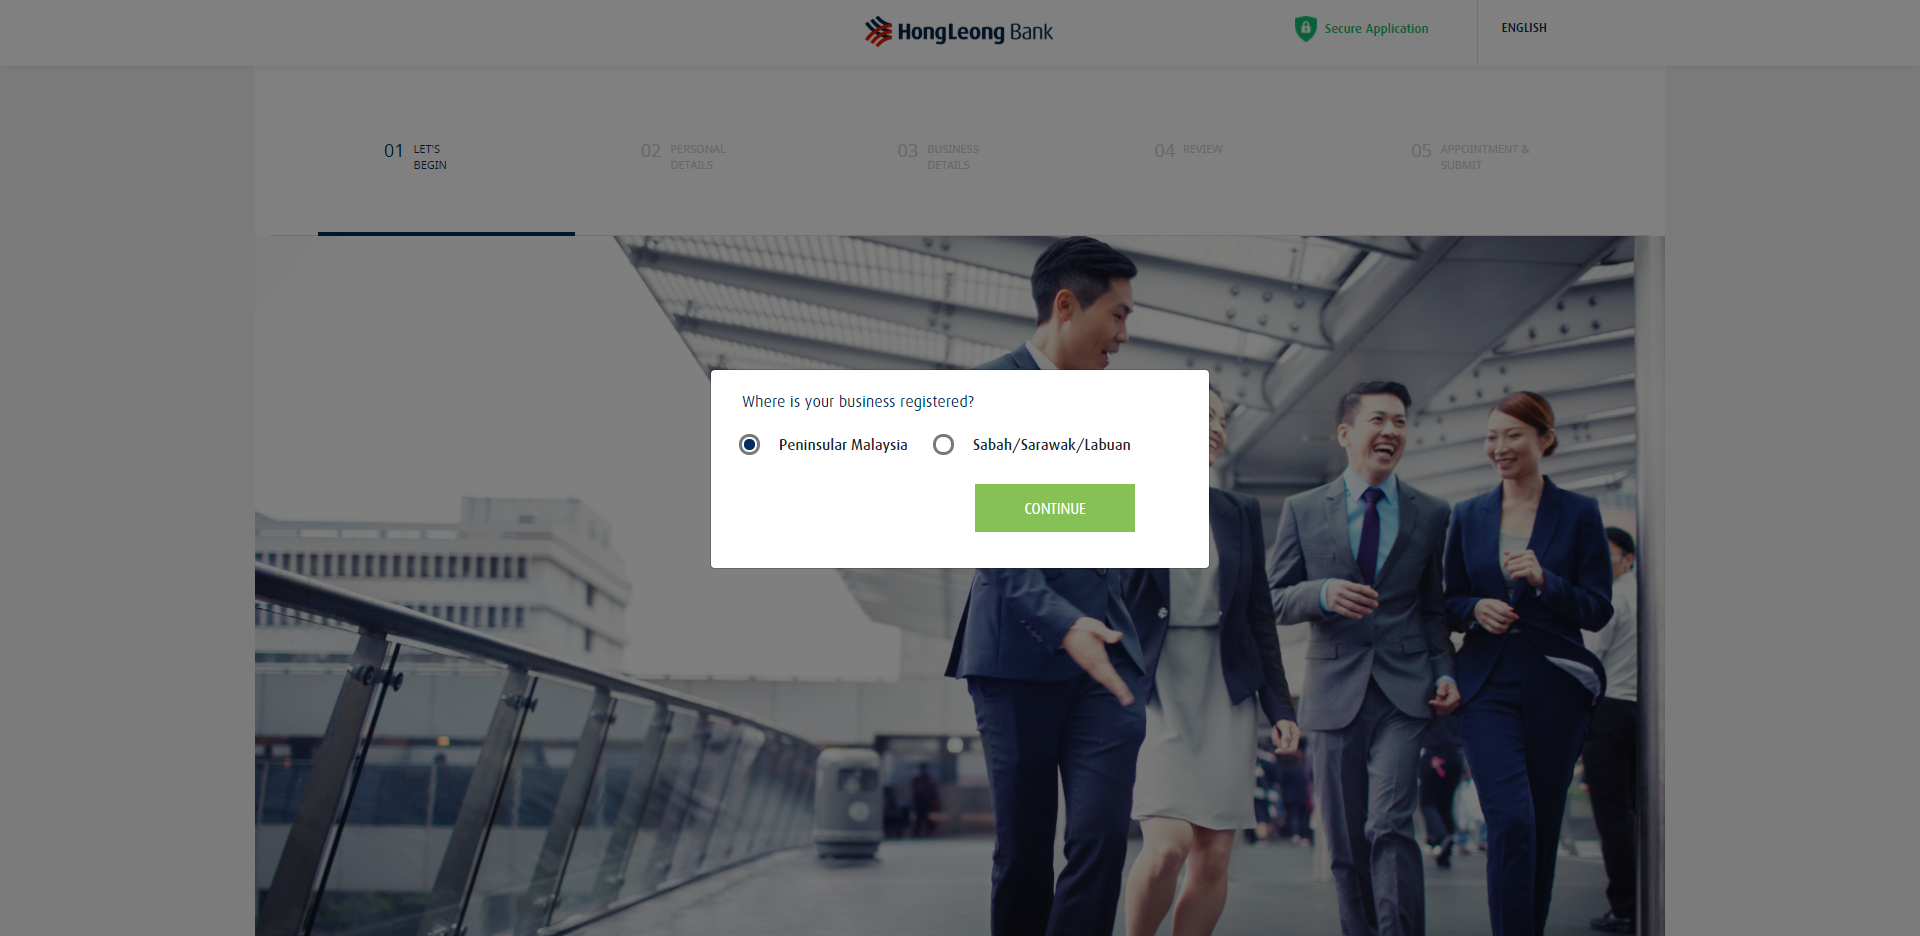 HongLeong Bank
Secure Application
ENGLISH
01 LET'S
BEGIN
02 PERSONAL
DETAILS
03 BUSINESS
DETAILS
04 REVIEW
05 APPOINTMENT &
SUBMIT
Where is your business registered?
Peninsular Malaysia
Sabah/Sarawak/Labuan
CONTINUE